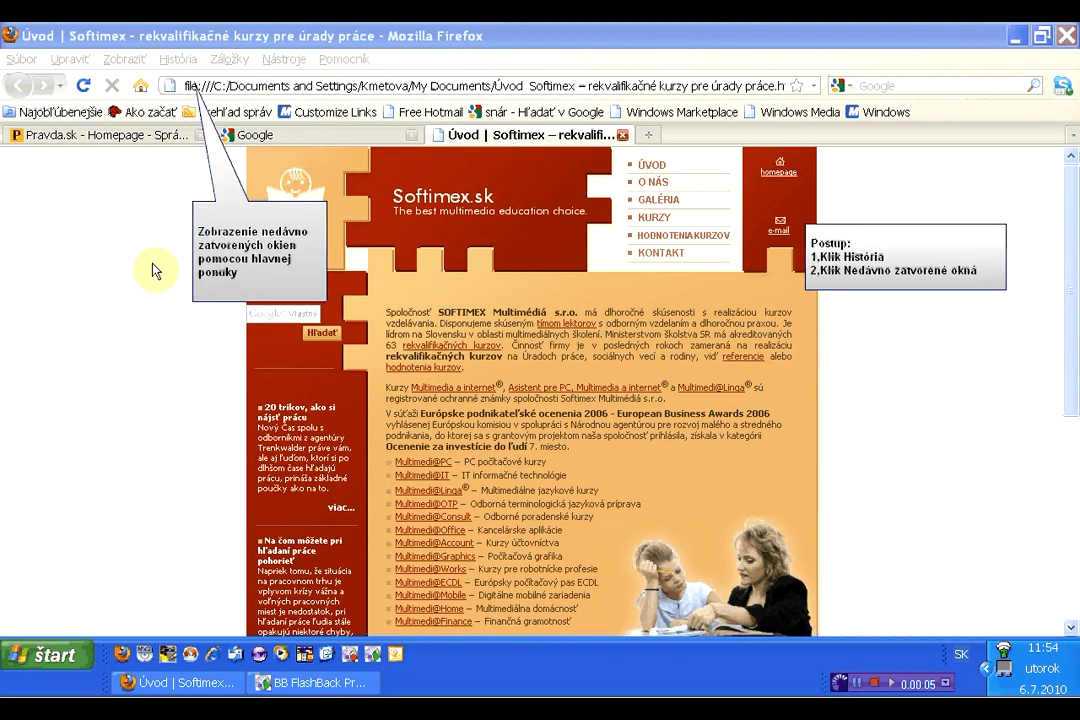 Úvod | Softimex - rekvalifikačné kurzy pre úrady práce - Mozilla Firefox
Súbor Upraviť Zobraziť História Záložky Nástroje Pomocník
file:///C:/Documents and Settings/Kmetova/My Documents/Úvod Softimex – rekvalifikačné kurzy pre úrady práce.h
Google
Najobľúbenejšie Ako začať ehľad správ Customize Links Free Hotmail snár - Hľadať v Google Windows Marketplace Windows Media Windows
Pravda.sk - Homepage - Sprá... Google Úvod | Softimex – rekvalifi...
Softimex.sk
The best multimedia education choice.
ÚVOD
O NÁS
GALÉRIA
KURZY
HODNOTENIA KURZOV
KONTAKT
homepage
e-mail
Zobrazenie nedávno
zatvorených okien
pomocou hlavnej
ponuky
Postup:
1,Klik História
2,Klik Nedávno zatvorené okná
Google Vlastný
Hľadať
20 trikov, ako si
nájsť prácu
Nový Čas spolu s
odborníkmi z agentúry
Trenkwalder práve vám,
ale aj ľuďom, ktorí si po
dlhšom čase hľadajú
prácu, prináša základné
poučky ako na to.
viac...
Na čom môžete pri
hľadaní práce
pohorieť
Napriek tomu, že situácia
na pracovnom trhu je
vplyvom krízy vážna a
voľných pracovných
miest je nedostatok, pri
hľadaní práce ľudia stále
opakujú niektoré chyby,
Spoločnosť SOFTIMEX Multimédiá s.r.o. má dlhoročné skúsenosti s realizáciou kurzov
vzdelávania. Disponujeme skúseným tímom lektorov s odborným vzdelaním a dlhoročnou praxou. Je
lídrom na Slovensku v oblasti multimediálnych školení. Ministerstvom školstva SR má akreditovaných
63 rekvalifikačných kurzov. Činnosť firmy je v posledných rokoch zameraná na realizáciu
rekvalifikačných kurzov na Úradoch práce, sociálnych vecí a rodiny, viď referencie alebo
hodnotenia kurzov.
Kurzy Multimedia a internet®, Asistent pre PC, Multimedia a internet® a Multimedi@Linga® sú
registrované ochranné známky spoločnosti Softimex Multimédiá s.r.o.
V súťaži Európske podnikateľské ocenenia 2006 - European Business Awards 2006
vyhlásenej Európskou komisiou v spolupráci s Národnou agentúrou pre rozvoj malého a stredného
podnikania, do ktorej sa s grantovým projektom naša spoločnosť prihlásila, získala v kategórii
Ocenenie za investície do ľudí 7. miesto.
Multimedi@PC – PC počítačové kurzy
Multimedi@IT – IT informačné technológie
Multimedi@Linga® – Multimediálne jazykové kurzy
Multimedi@OTP – Odborná terminologická jazyková príprava
Multimedi@Consult – Odborné poradenské kurzy
Multimedi@Office – Kancelárske aplikácie
Multimedi@Account – Kurzy účtovníctva
Multimedi@Graphics – Počítačová grafika
Multimedi@Works – Kurzy pre robotnícke profesie
Multimedi@ECDL – Európsky počítačový pas ECDL
Multimedi@Mobile – Digitálne mobilné zariadenia
Multimedi@Home – Multimediálna domácnosť
Multimedi@Finance – Finančná gramotnosť
štart
SK
11:54
utorok
6.7.2010
Úvod | Softimex...
BB FlashBack Pr...
0.00:05